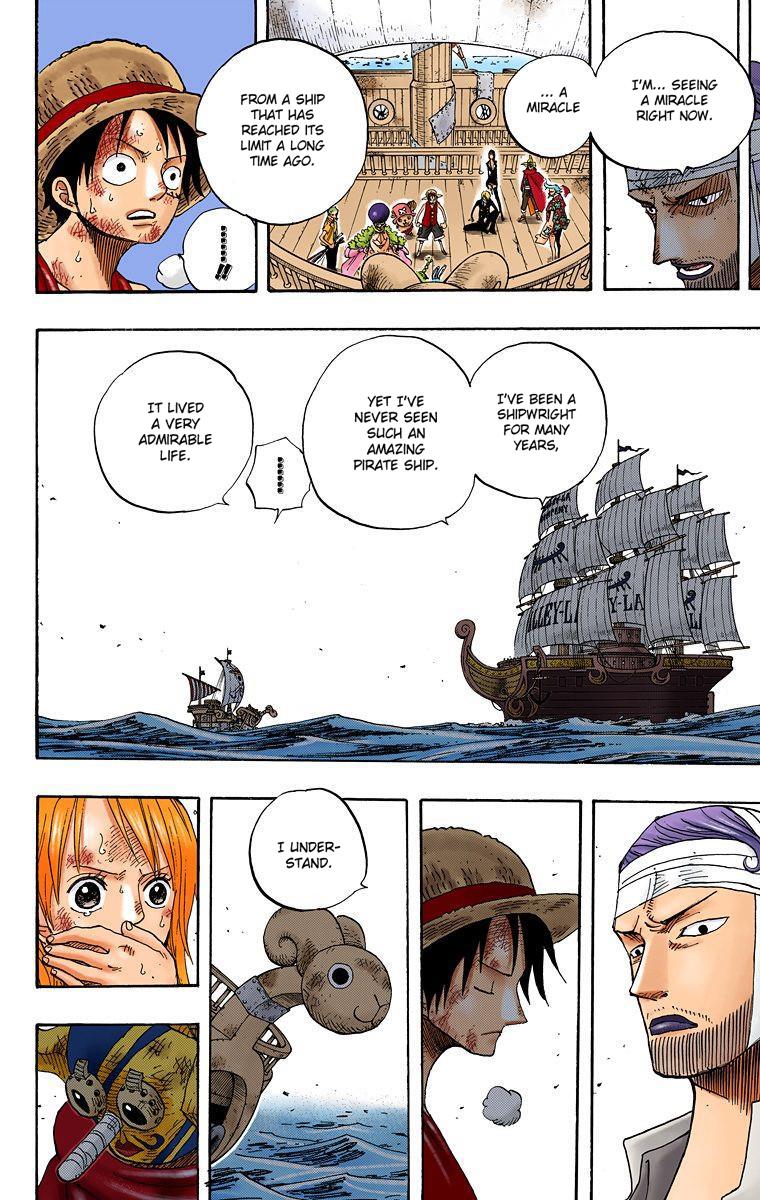 I'M... SEEING
A MIRACLE
RIGHT NOW.
... A
MIRACLE
FROM A SHIP
THAT HAS
REACHED ITS
LIMIT A LONG
TIME AGO.
I'VE BEEN A
SHIPWRIGHT
FOR MANY
YEARS,
YET I'VE
NEVER SEEN
SUCH AN
AMAZING
PIRATE SHIP.
IT LIVED
A VERY
ADMIRABLE
LIFE.
I UNDER-
STAND.